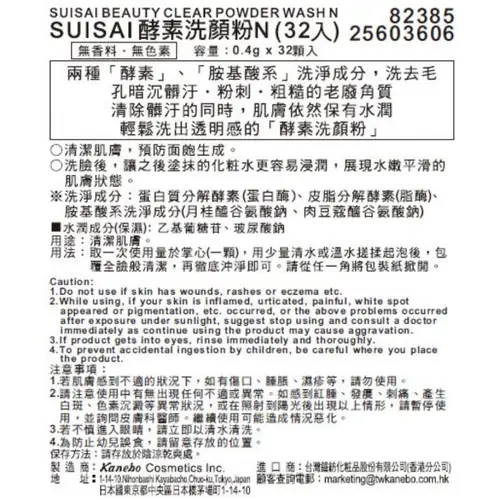 SUISAI BEAUTY CLEAR POWDER WASH N 82385
SUISAI 酵素洗顏粉N (32入) 25603606
無香料・無色素 容量：0.4g x 32顆入
兩種「酵素」、「胺基酸系」洗淨成分，洗去毛
孔暗沉髒汙・粉刺・粗糙的老廢角質
清除髒汙的同時，肌膚依然保有水潤
輕鬆洗出透明感的「酵素洗顏粉」
○清潔肌膚，預防面皰生成。
○洗臉後，讓之後塗抹的化粧水更容易浸潤，展現水嫩平滑的
肌膚狀態。
※洗淨成分：蛋白質分解酵素(蛋白酶)、皮脂分解酵素(脂酶)、
胺基酸系洗淨成分(月桂醯谷氨酸鈉、肉豆蔻醯谷氨酸鈉)
■水潤成分(保濕)：乙基葡糖苷、玻尿酸鈉
用途：清潔肌膚。
用法：取一次使用量於掌心(一顆)，用少量清水或溫水搓揉起泡後，包
覆全臉般清潔，再徹底沖淨即可。請從任一角將包裝紙掀開。
Caution:
1.Do not use if skin has wounds, rashes or eczema etc.
2.While using, if your skin is inflamed, urticated, painful, white spot
appeared or pigmentation, etc. occurred, or the above problems occurred
after exposure under sunlight, suggest stop using and consult a doctor
immediately as continue using the product may cause aggravation.
3.If product gets into eyes, rinse immediately and thoroughly.
4.To prevent accidental ingestion by children, be careful where you place
the product.
注意事項：
1.若肌膚感到不適的狀況下，如有傷口、腫脹、濕疹等，請勿使用。
2.請注意使用中有無出現任何不適或異常。如感到紅腫、發癢、刺痛、產生
白斑、色素沉澱等異常狀況，或在照射到陽光後出現以上情形，請暫停使
用，並詢問皮膚科醫師。繼續使用可能造成情況惡化。
3.若不慎進入眼睛，請立即以清水清洗。
4.為防止幼兒誤食，請留意存放的位置。
保存方法：請存放於陰涼乾爽處。
製造商：Kanebo Cosmetics Inc. 進口商：台灣鐘紡化粧品股份有限公司(香港分公司)
地址：1-14-10,Nihonbashi Kayabacho,Chuo-ku,Tokyo,Japan 顧客查詢電郵：marketing@twkanebo.com.hk
日本國東京都中央區日本橋茅場町1-14-10